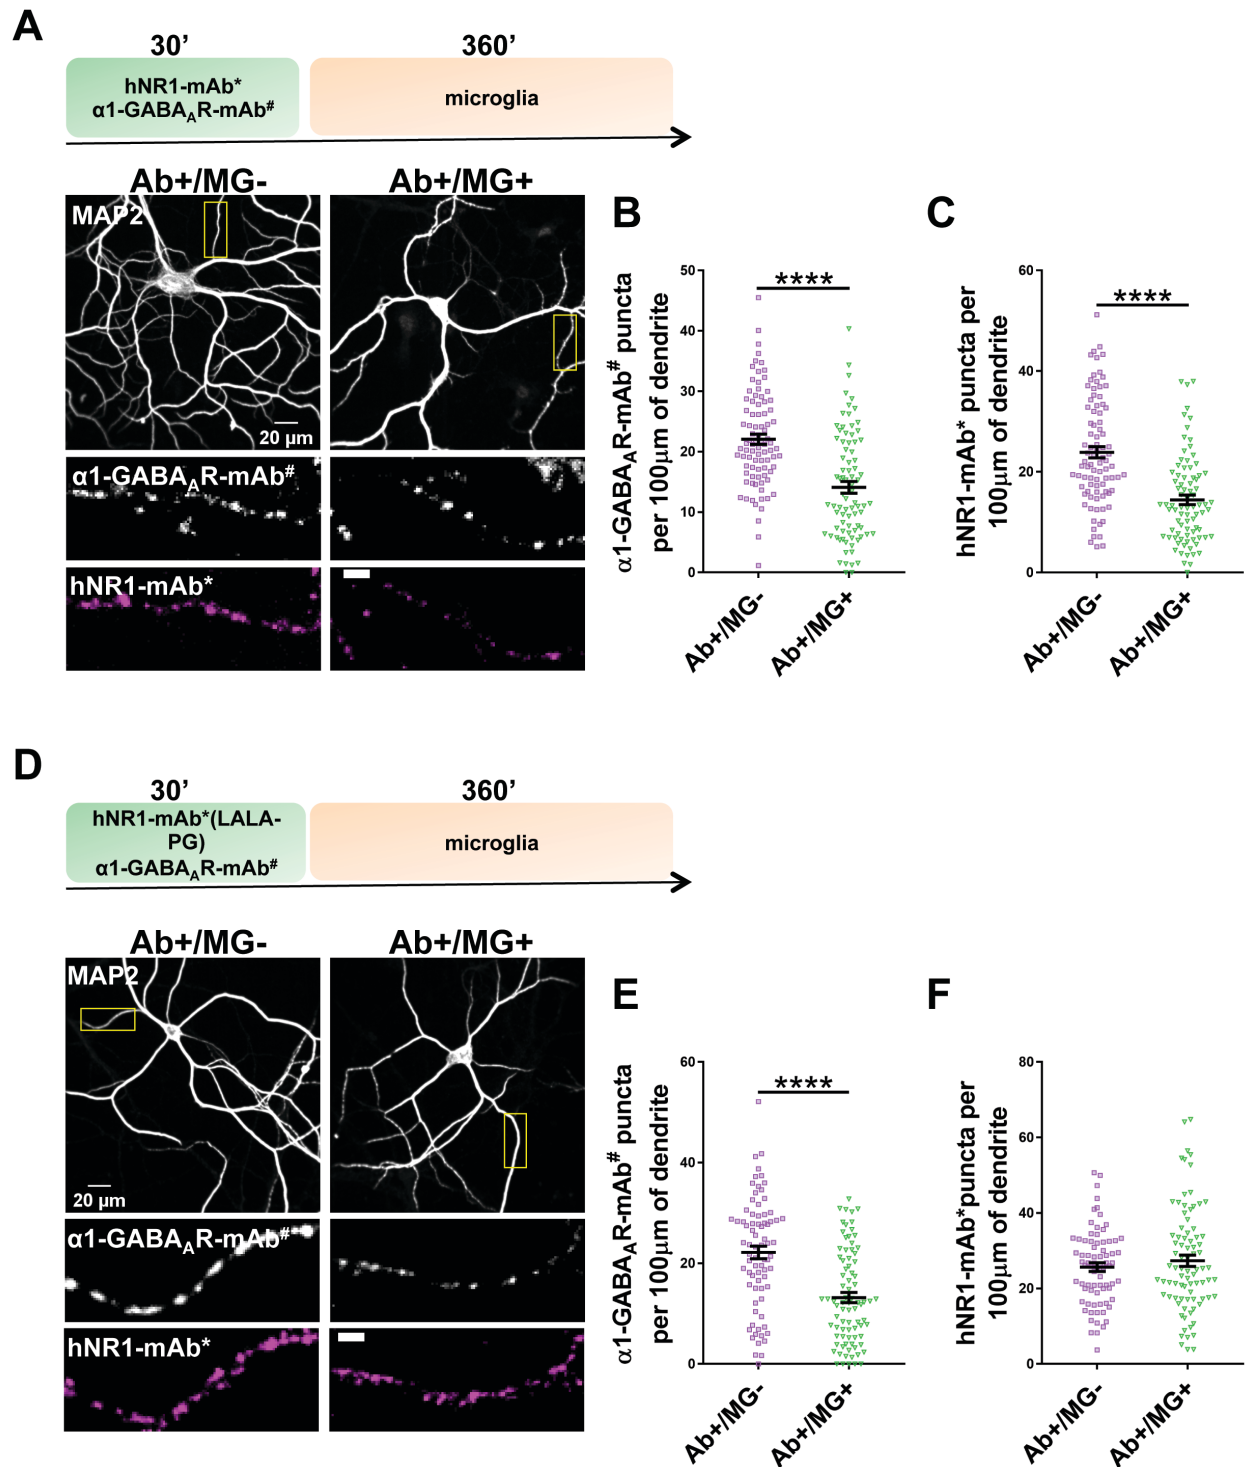 A
30’
360’
hNR1-mAb*
α1-GABAAR-mAb#
microglia
Ab+/MG-
Ab+/MG+
MAP2
20 µm
α1-GABAAR-mAb#
hNR1-mAb*
B
α1-GABAAR-mAb# puncta
per 100µm of dendrite
50
40
30
20
10
0
****
Ab+/MG-
Ab+/MG+
C
hNR1-mAb* puncta per
100µm of dendrite
60
40
20
0
****
Ab+/MG-
Ab+/MG+
D
30’
360’
hNR1-mAb*(LALA-
PG)
α1-GABAAR-mAb#
microglia
Ab+/MG-
Ab+/MG+
MAP2
20 µm
α1-GABAAR-mAb#
hNR1-mAb*
E
α1-GABAAR-mAb# puncta
per 100µm of dendrite
60
40
20
0
****
Ab+/MG-
Ab+/MG+
F
hNR1-mAb*puncta per
100µm of dendrite
80
60
40
20
0
Ab+/MG-
Ab+/MG+